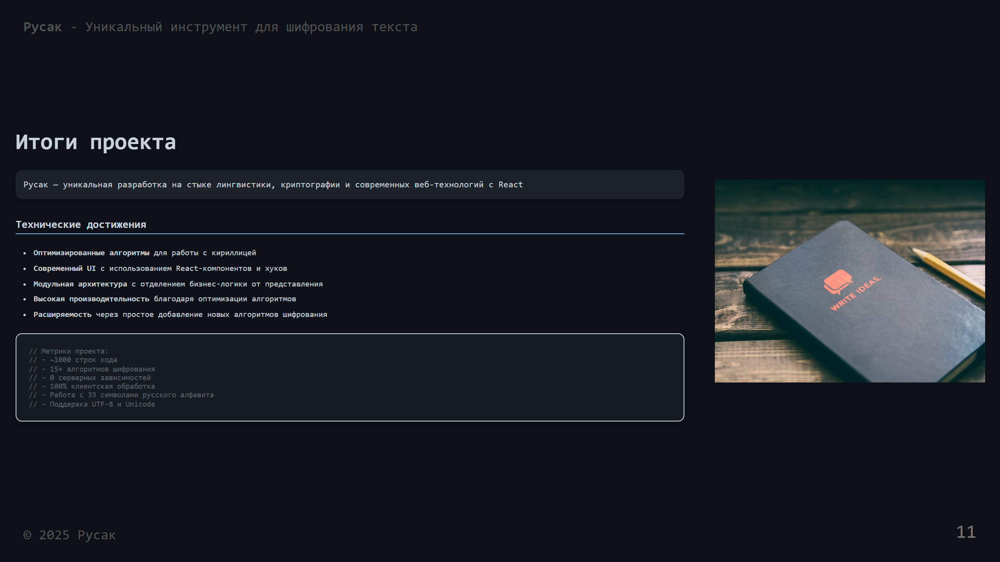 Русак - Уникальный инструмент для шифрования текста
Итоги проекта
Русак — уникальная разработка на стыке лингвистики, криптографии и современных веб-технологий с React
Технические достижения
• Оптимизированные алгоритмы для работы с кириллицей
• Современный UI с использованием React-компонентов и хуков
• Модульная архитектура с отделением бизнес-логики от представления
• Высокая производительность благодаря оптимизации алгоритмов
• Расширяемость через простое добавление новых алгоритмов шифрования
// Метрики проекта:
// - ~1000 строк кода
// - 15+ алгоритмов шифрования
// - 0 серверных зависимостей
// - 100% клиентская обработка
// - Работа с 33 символами русского алфавита
// - Поддержка UTF-8 и Unicode
WRITE IDEAS.
© 2025 Русак
11